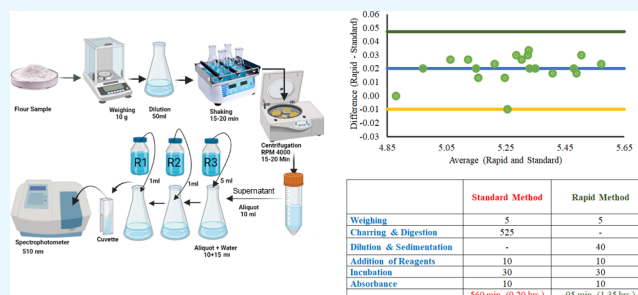 Flour Sample
Weighing
10 g
Dilution
50ml
Shaking
15-20 min
Centrifugation
RPM 4000
15-20 Min
Supernatant
Aliquot
10 ml
R1
R2
R3
1ml
1ml
5 ml
Aliquot + Water
10+15 ml
Cuvette
Spectrophotometer
510 nm
Difference (Rapid - Standard)
0.06
0.05
0.04
0.03
0.02
0.01
0.00
-0.01
-0.02
-0.03
4.85 5.05 5.25 5.45 5.65
Average (Rapid and Standard)
Standard Method Rapid Method
Weighing 5 5
Charring & Digestion 525 -
Dilution & Sedimentation - 40
Addition of Reagents 10 10
Incubation 30 30
Absorbance 10 10